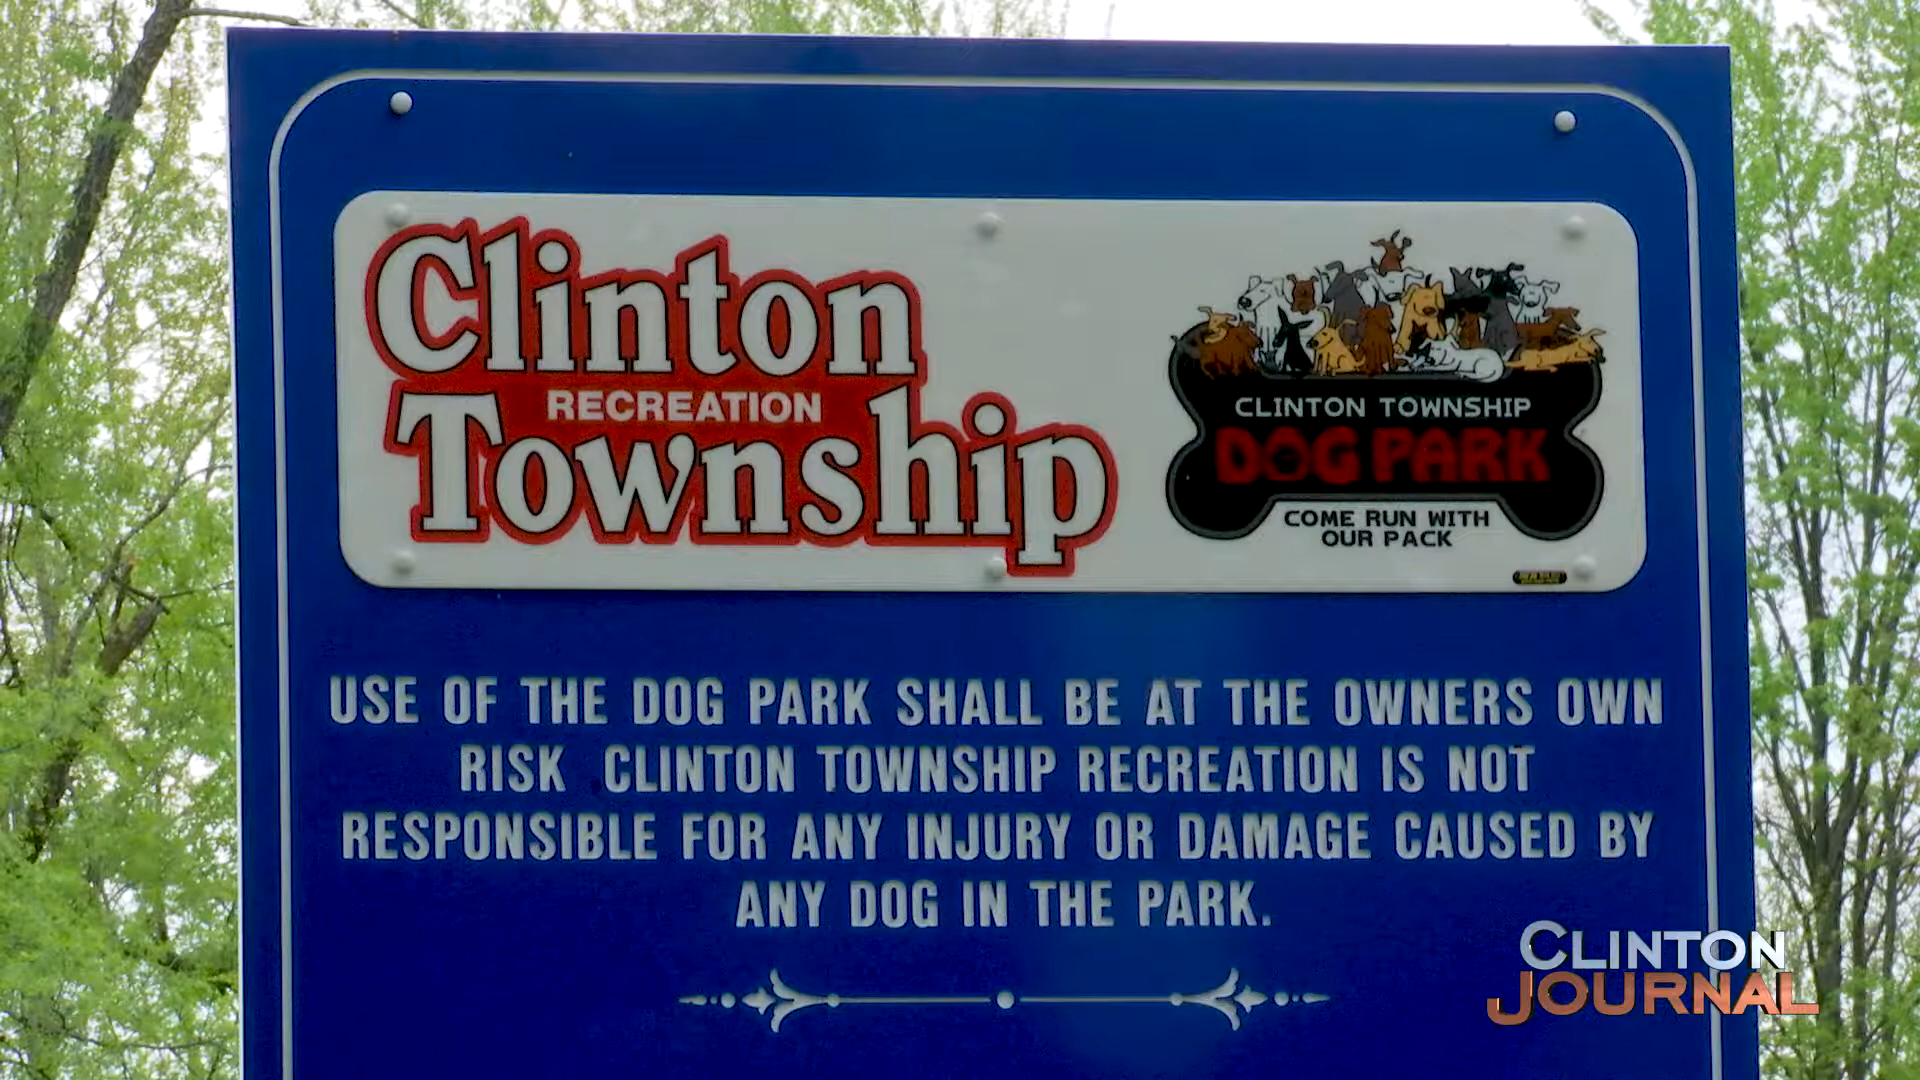 Clinton
RECREATION
Township
CLINTON TOWNSHIP
DOG PARK
COME RUN WITH
OUR PACK
USE OF THE DOG PARK SHALL BE AT THE OWNERS OWN
RISK CLINTON TOWNSHIP RECREATION IS NOT
RESPONSIBLE FOR ANY INJURY OR DAMAGE CAUSED BY
ANY DOG IN THE PARK.
CLINTON
JOURNAL